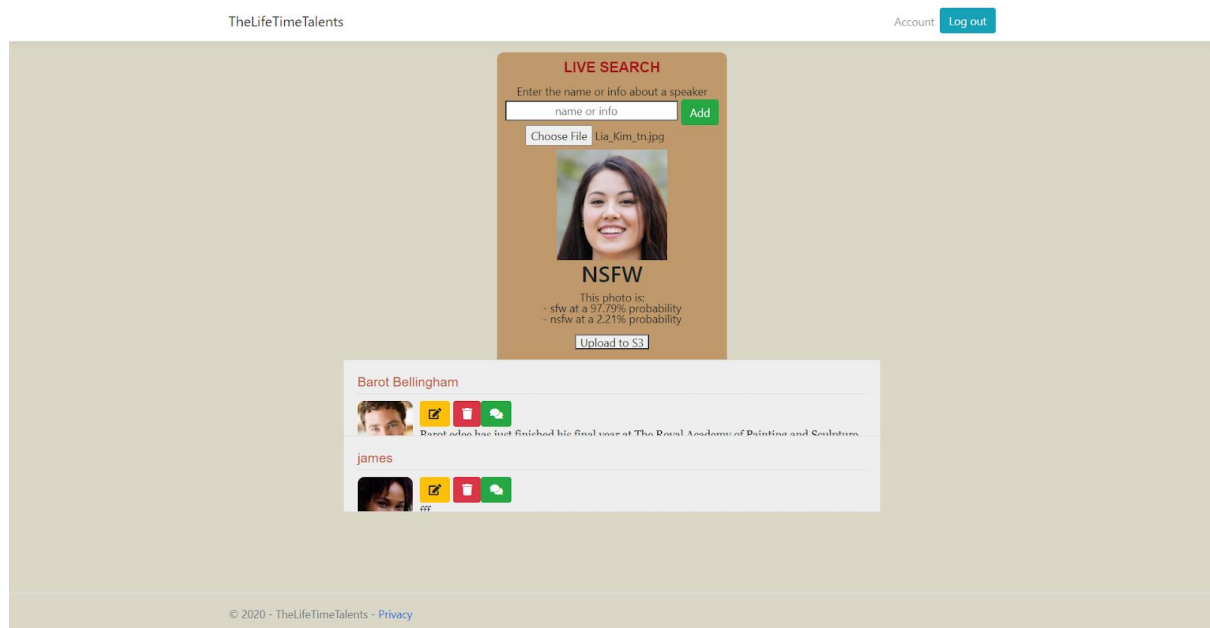 TheLifeTimeTalents
Account Log out
LIVE SEARCH
Enter the name or info about a speaker
name or info Add
Choose File Lia_Kim_tn.jpg
NSFW
This photo is:
- sfw at a 97.79% probability
- nsfw at a 2.21% probability
Upload to S3
Barot Bellingham
Barot edee has just finished his final year at The Royal Academy of Painting and Sculpture
james
fff
© 2020 - TheLifeTimeTalents - Privacy